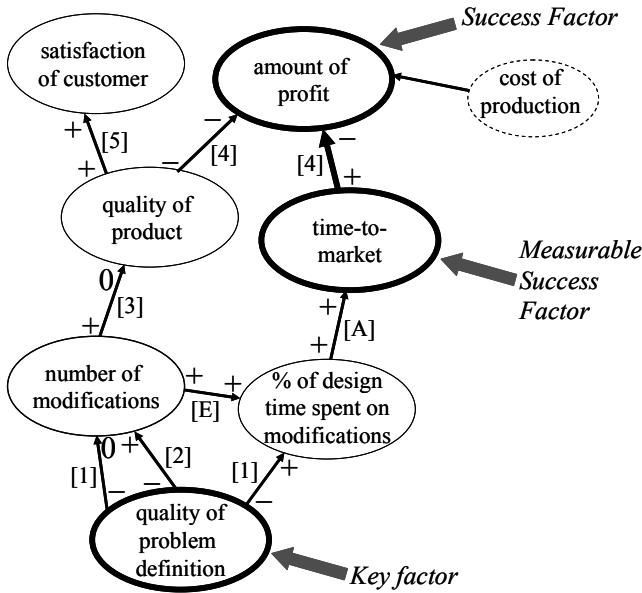 Success Factor
satisfaction
of customer
amount of
profit
cost of
production
+
[5]
+
−
[4]
−
−
[4]
+
quality of
product
time-to-
market
Measurable
Success
Factor
0
[3]
+
+
[A]
+
number of
modifications
+
[E]
+
% of design
time spent on
modifications
0
+
[1]
[2]
[1]
+
−
−
−
quality of
problem
definition
Key factor